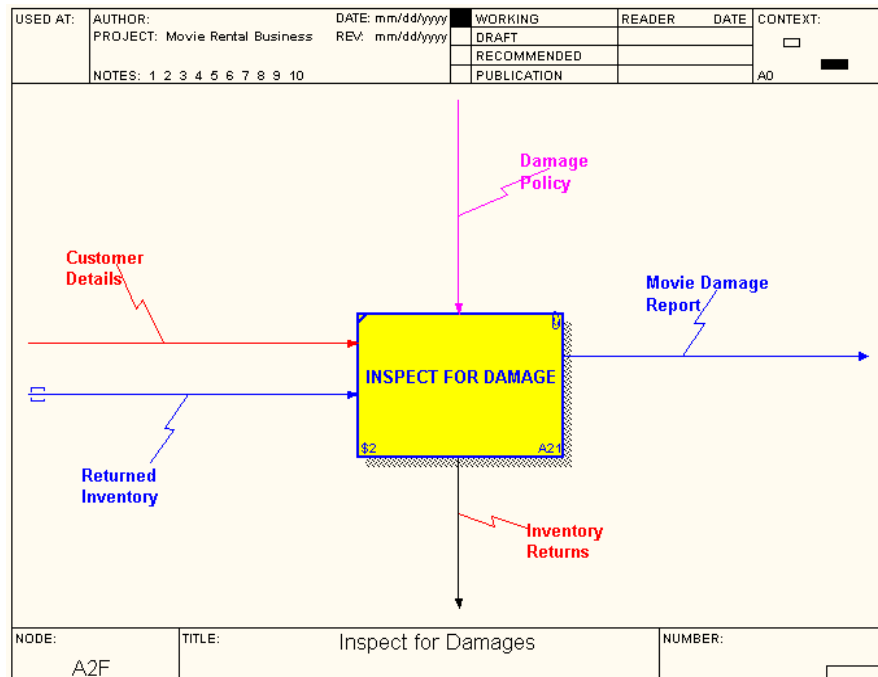 USED AT:
AUTHOR:
DATE: mm/dd/yyyy
WORKING
READER
DATE
CONTEXT:
PROJECT: Movie Rental Business
REV: mm/dd/yyyy
DRAFT
RECOMMENDED
NOTES: 1 2 3 4 5 6 7 8 9 10
PUBLICATION
A0
Damage
Policy
Customer
Details
Movie Damage
Report
INSPECT FOR DAMAGE
$2
A21
Returned
Inventory
Inventory
Returns
NODE:
TITLE:
Inspect for Damages
NUMBER:
A2F